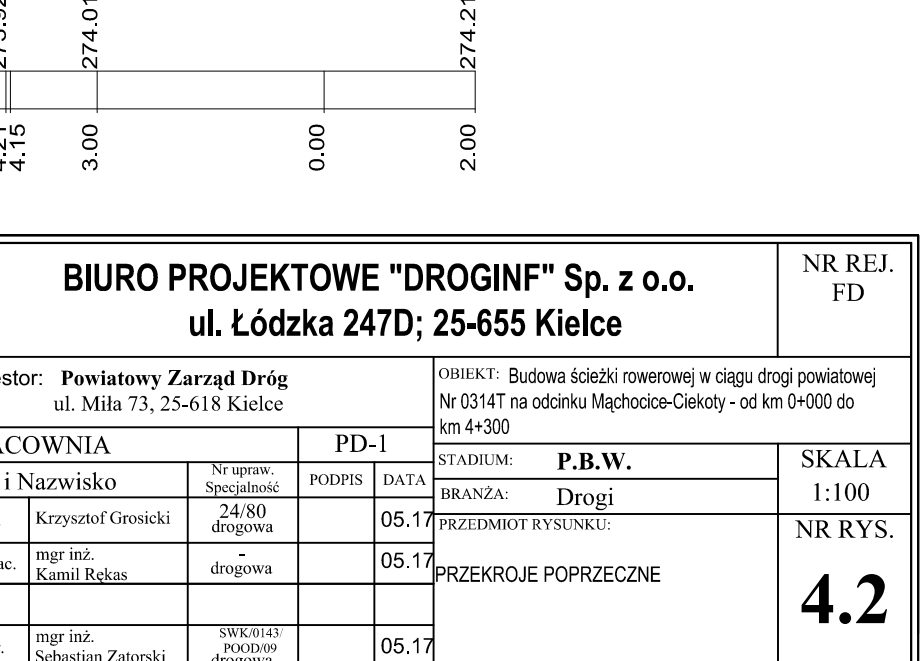 274.01
274.21
4.15
3.00
0.00
2.00
BIURO PROJEKTOWE "DROGINF" Sp. z o.o.
ul. Łódzka 247D; 25-655 Kielce
NR REJ.
FD
estor: Powiatowy Zarząd Dróg
ul. Miła 73, 25-618 Kielce
OBIEKT: Budowa ścieżki rowerowej w ciągu drogi powiatowej
Nr 0314T na odcinku Mąchocice-Ciekoty - od km 0+000 do
km 4+300
ACOWNIA PD-1
STADIUM: P.B.W.
SKALA
1:100
i Nazwisko
Nr upraw.
Specjalność
PODPIS DATA
BRANŻA: Drogi
Krzysztof Grosicki
24/80
drogowa
05.17
PRZEDMIOT RYSUNKU:
PRZEKROJE POPRZECZNE
NR RYS.
4.2
ac.
mgr inż.
Kamil Rękas
-
drogowa
05.17
mgr inż.
Sebastian Zatorski
SWK/0143/
POOD/09
drogowa
05.17